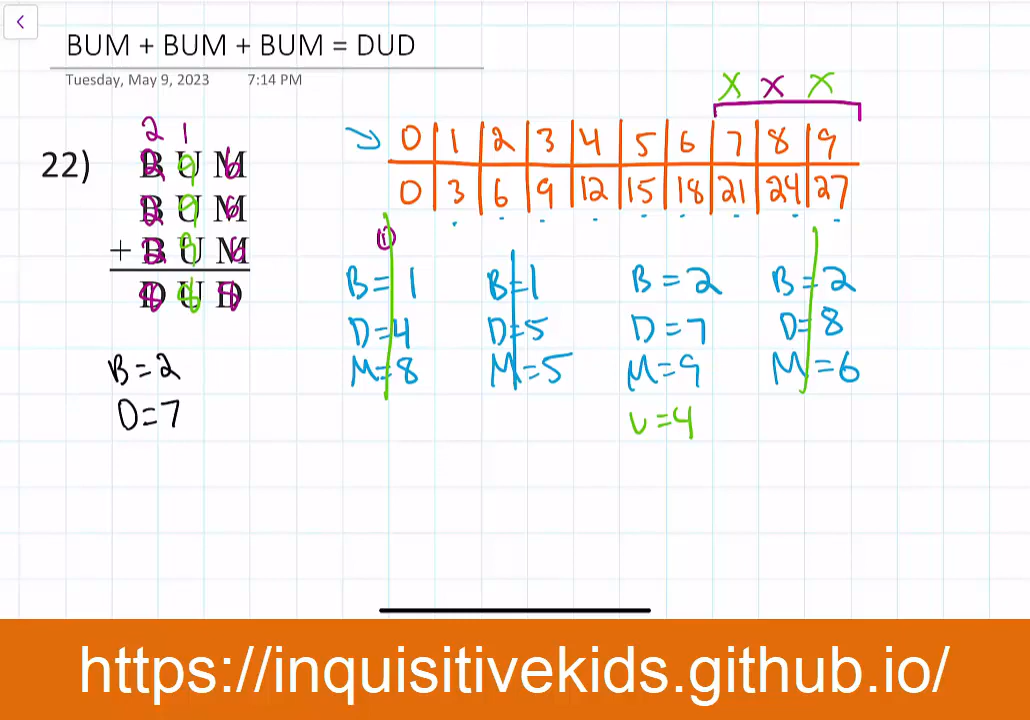 BUM + BUM + BUM = DUD
Tuesday, May 9, 2023 7:14 PM
X X X
0 1 2 3 4 5 6 7 8 9
0 3 6 9 12 15 18 21 24 27
2 1
22) B U M
B U M
+ B U M
D U D
B=2
D=7
1
B=1 B=1 B=2 B=2
D=4 D=5 D=7 D=8
M=8 M=5 M=9 M=6
U=4
https://inquisitivekids.github.io/